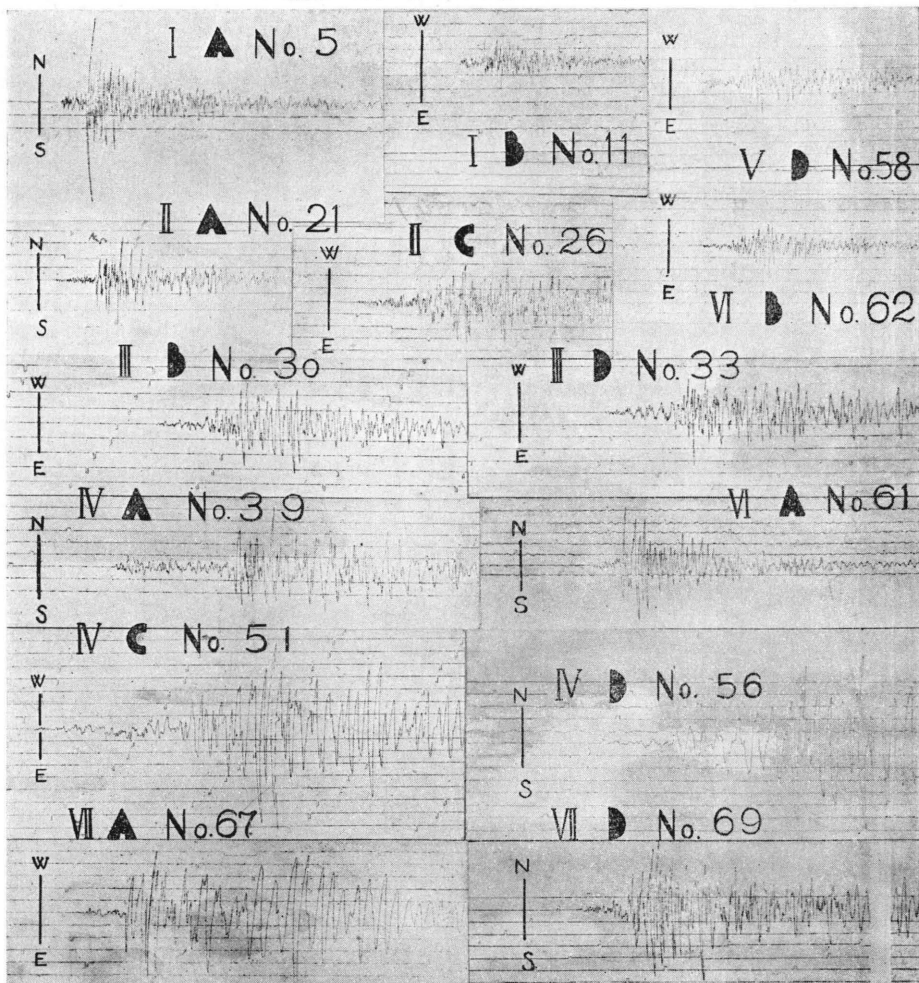 I A No. 5
N
S
W
E
I B No. 11
W
E
V D No. 58
II A No. 21
N
S
II C No. 26
W
E
W
E
VI D No. 62
III B No. 30
W
E
III D No. 33
W
E
IV A No. 39
N
S
VI A No. 61
N
S
IV C No. 51
W
E
IV D No. 56
N
S
VII A No. 67
W
E
VII D No. 69
N
S